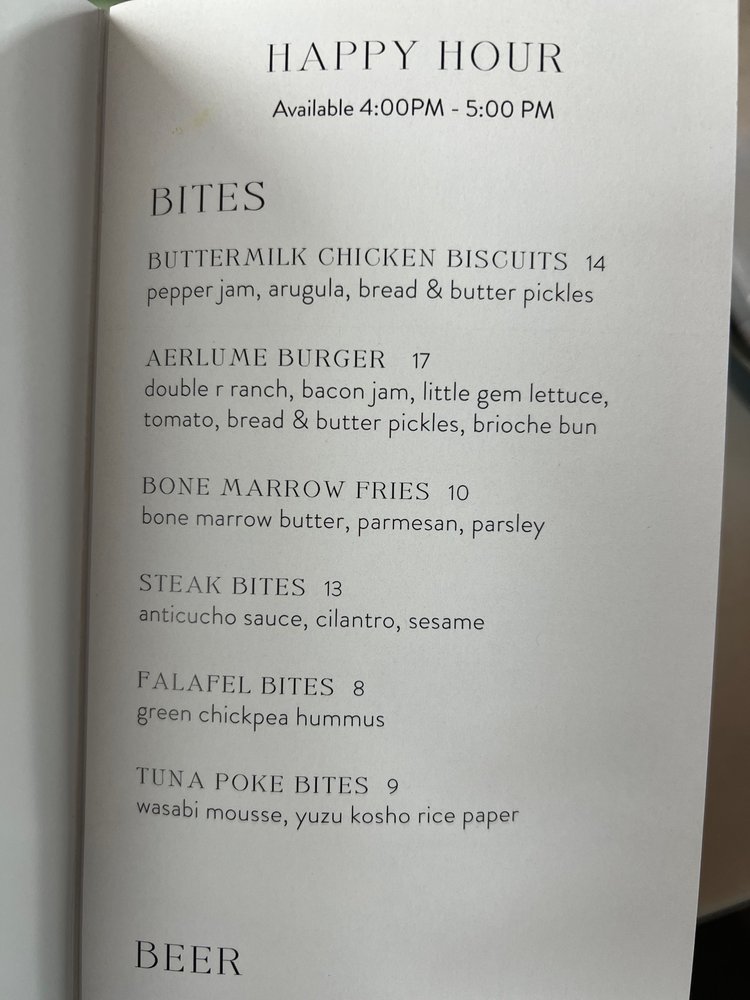 HAPPY HOUR
Available 4:00PM - 5:00 PM
BITES
BUTTERMILK CHICKEN BISCUITS 14
pepper jam, arugula, bread & butter pickles
AERLUME BURGER 17
double r ranch, bacon jam, little gem lettuce,
tomato, bread & butter pickles, brioche bun
BONE MARROW FRIES 10
bone marrow butter, parmesan, parsley
STEAK BITES 13
anticucho sauce, cilantro, sesame
FALAFEL BITES 8
green chickpea hummus
TUNA POKE BITES 9
wasabi mousse, yuzu kosho rice paper
BEER